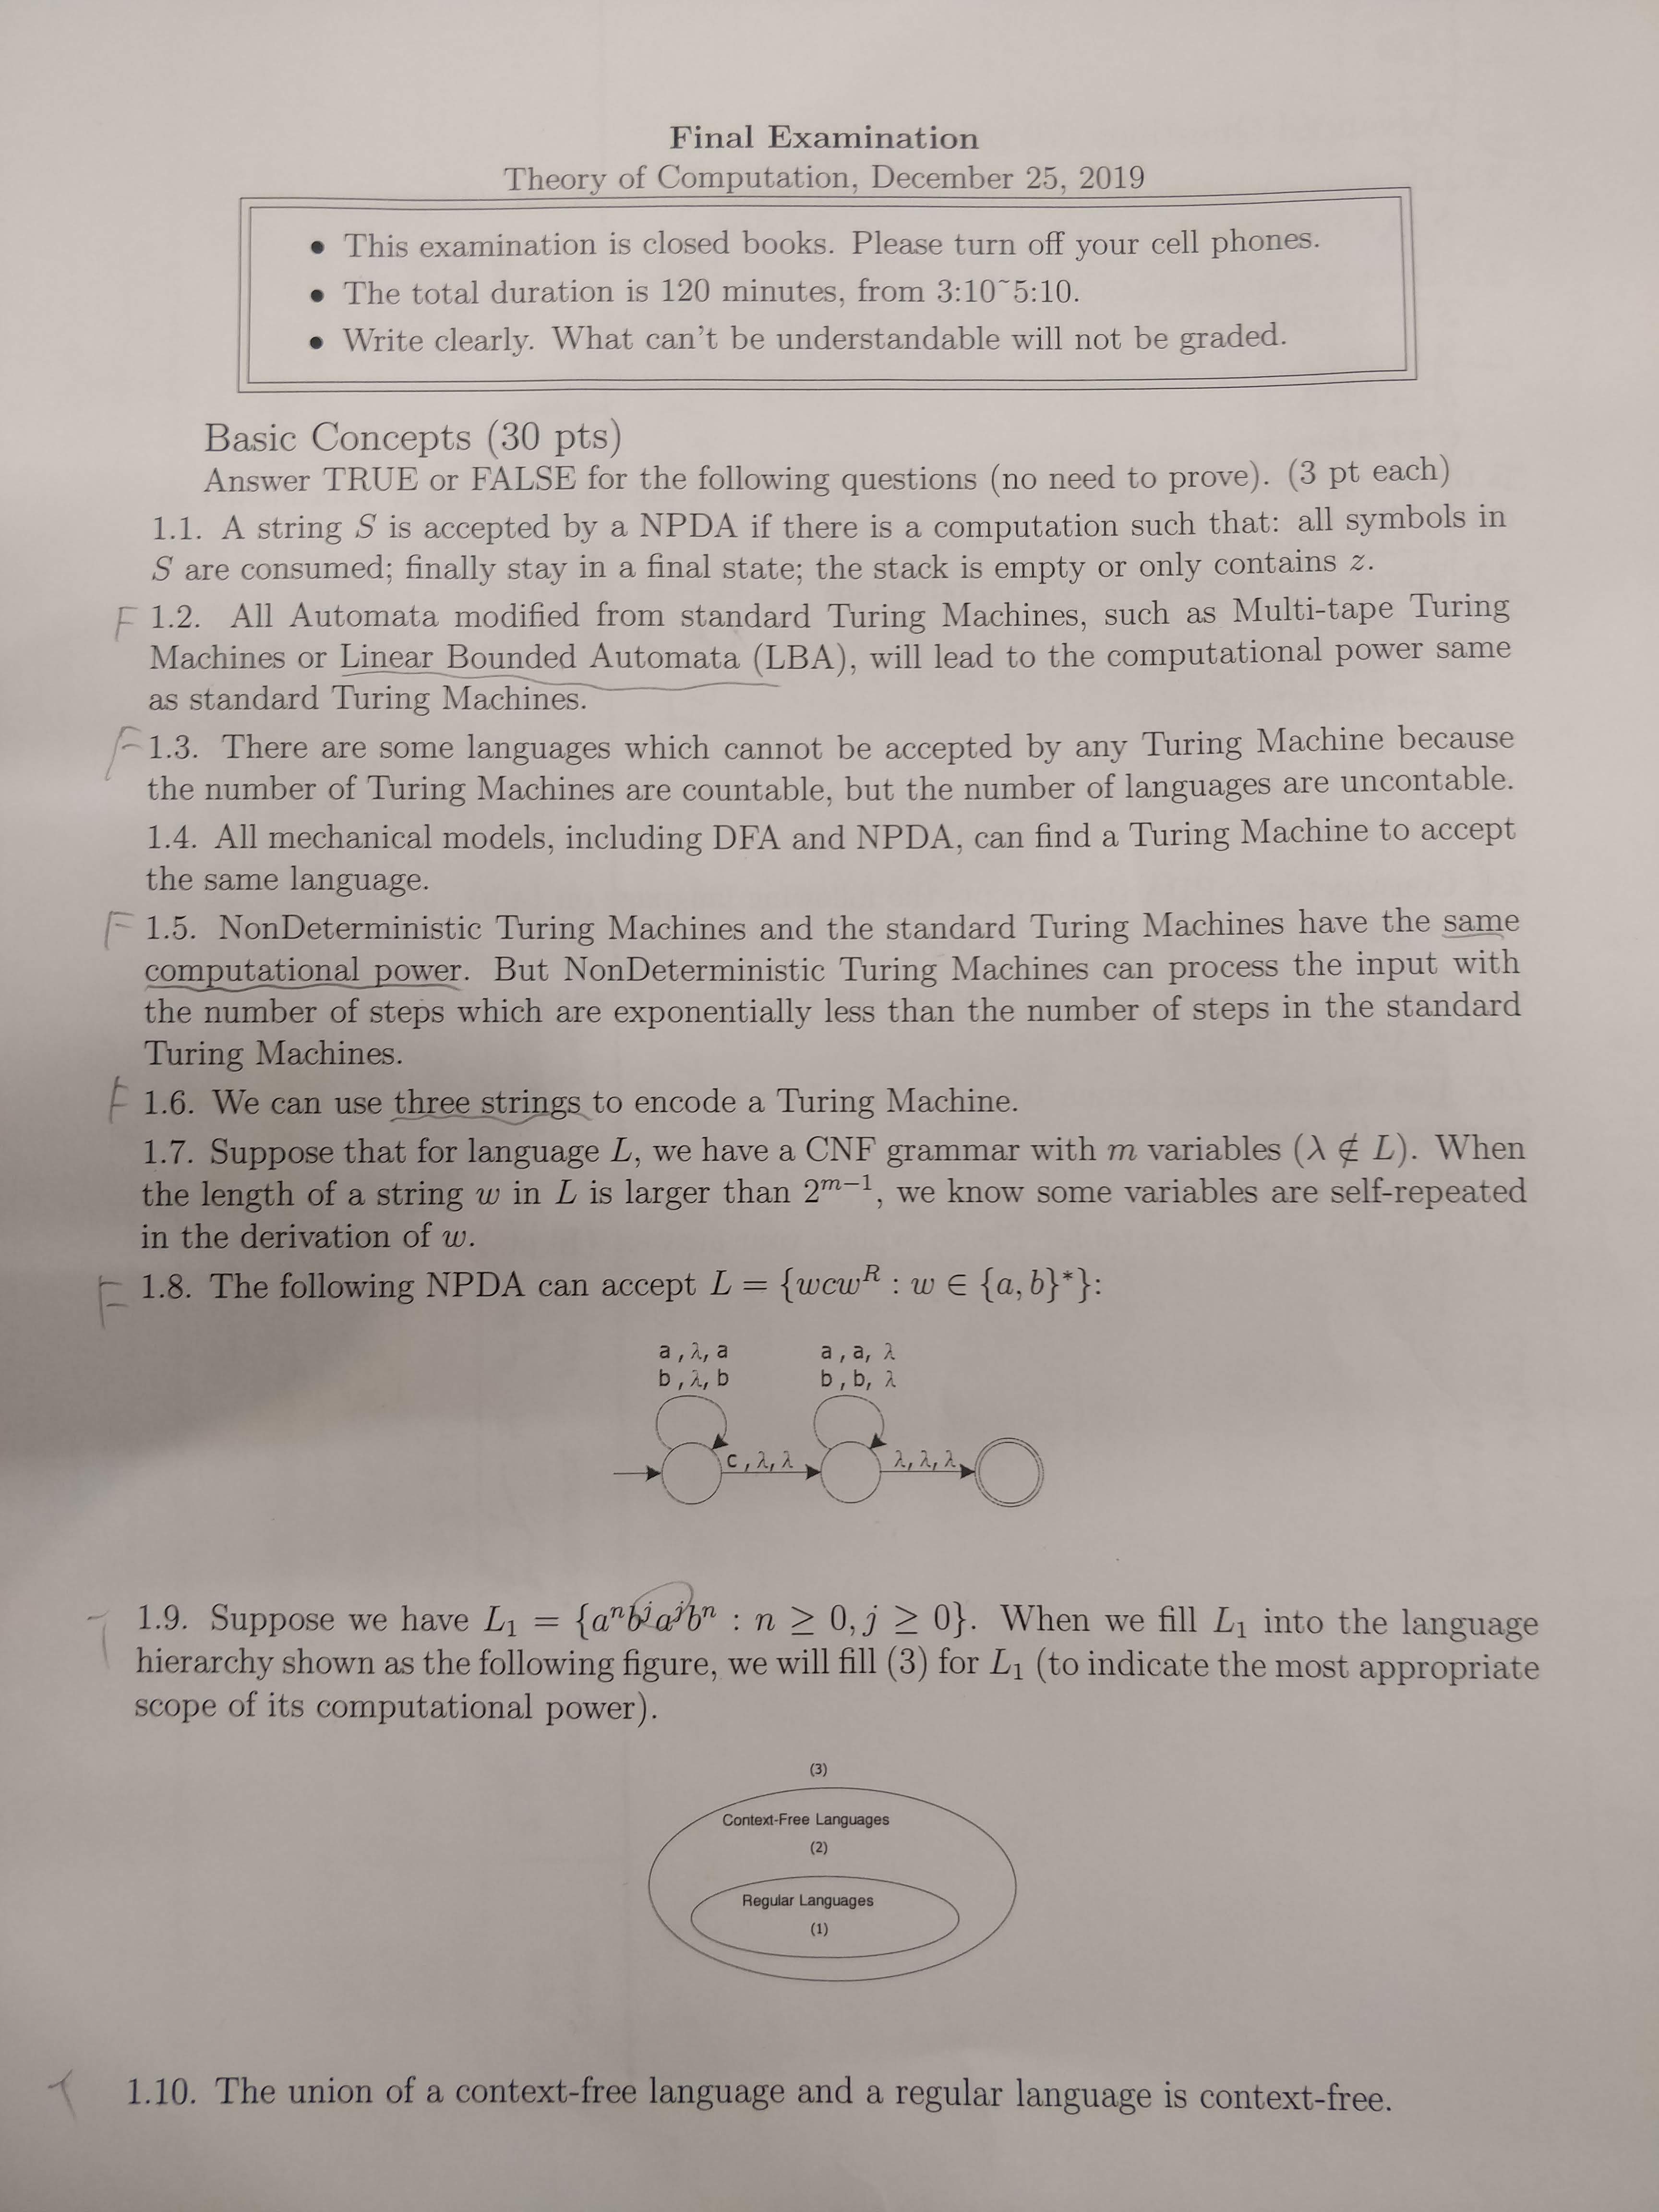 Final Examination
Theory of Computation, December 25, 2019
• This examination is closed books. Please turn off your cell phones.
• The total duration is 120 minutes, from 3:10~5:10.
• Write clearly. What can't be understandable will not be graded.
Basic Concepts (30 pts)
Answer TRUE or FALSE for the following questions (no need to prove). (3 pt each)
1.1. A string S is accepted by a NPDA if there is a computation such that: all symbols in
S are consumed; finally stay in a final state; the stack is empty or only contains z.
F 1.2. All Automata modified from standard Turing Machines, such as Multi-tape Turing
Machines or Linear Bounded Automata (LBA), will lead to the computational power same
as standard Turing Machines.
F 1.3. There are some languages which cannot be accepted by any Turing Machine because
the number of Turing Machines are countable, but the number of languages are uncontable.
1.4. All mechanical models, including DFA and NPDA, can find a Turing Machine to accept
the same language.
F 1.5. NonDeterministic Turing Machines and the standard Turing Machines have the same
computational power. But NonDeterministic Turing Machines can process the input with
the number of steps which are exponentially less than the number of steps in the standard
Turing Machines.
F 1.6. We can use three strings to encode a Turing Machine.
1.7. Suppose that for language L, we have a CNF grammar with m variables (λ ∉ L). When
the length of a string w in L is larger than 2^{m−1}, we know some variables are self-repeated
in the derivation of w.
F 1.8. The following NPDA can accept L = {wcw^R : w ∈ {a, b}*}:
a , λ, a a , a, λ
b , λ, b b , b, λ
c , λ, λ λ, λ, λ
T 1.9. Suppose we have L₁ = {aⁿbʲaʲbⁿ : n ≥ 0, j ≥ 0}. When we fill L₁ into the language
hierarchy shown as the following figure, we will fill (3) for L₁ (to indicate the most appropriate
scope of its computational power).
(3)
Context-Free Languages
(2)
Regular Languages
(1)
T 1.10. The union of a context-free language and a regular language is context-free.